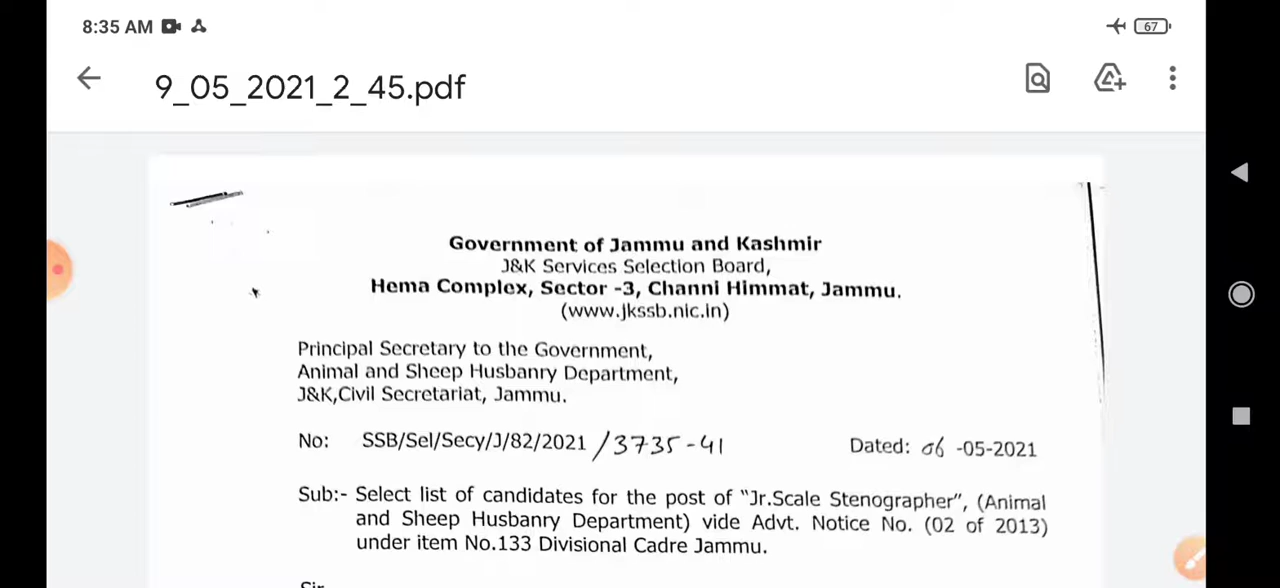 8:35 AM
67
9_05_2021_2_45.pdf
Government of Jammu and Kashmir
J&K Services Selection Board,
Hema Complex, Sector -3, Channi Himmat, Jammu.
(www.jkssb.nic.in)
Principal Secretary to the Government,
Animal and Sheep Husbanry Department,
J&K,Civil Secretariat, Jammu.
No: SSB/Sel/Secy/J/82/2021 /3735-41 Dated: 06 -05-2021
Sub:- Select list of candidates for the post of "Jr.Scale Stenographer", (Animal
and Sheep Husbanry Department) vide Advt. Notice No. (02 of 2013)
under item No.133 Divisional Cadre Jammu.